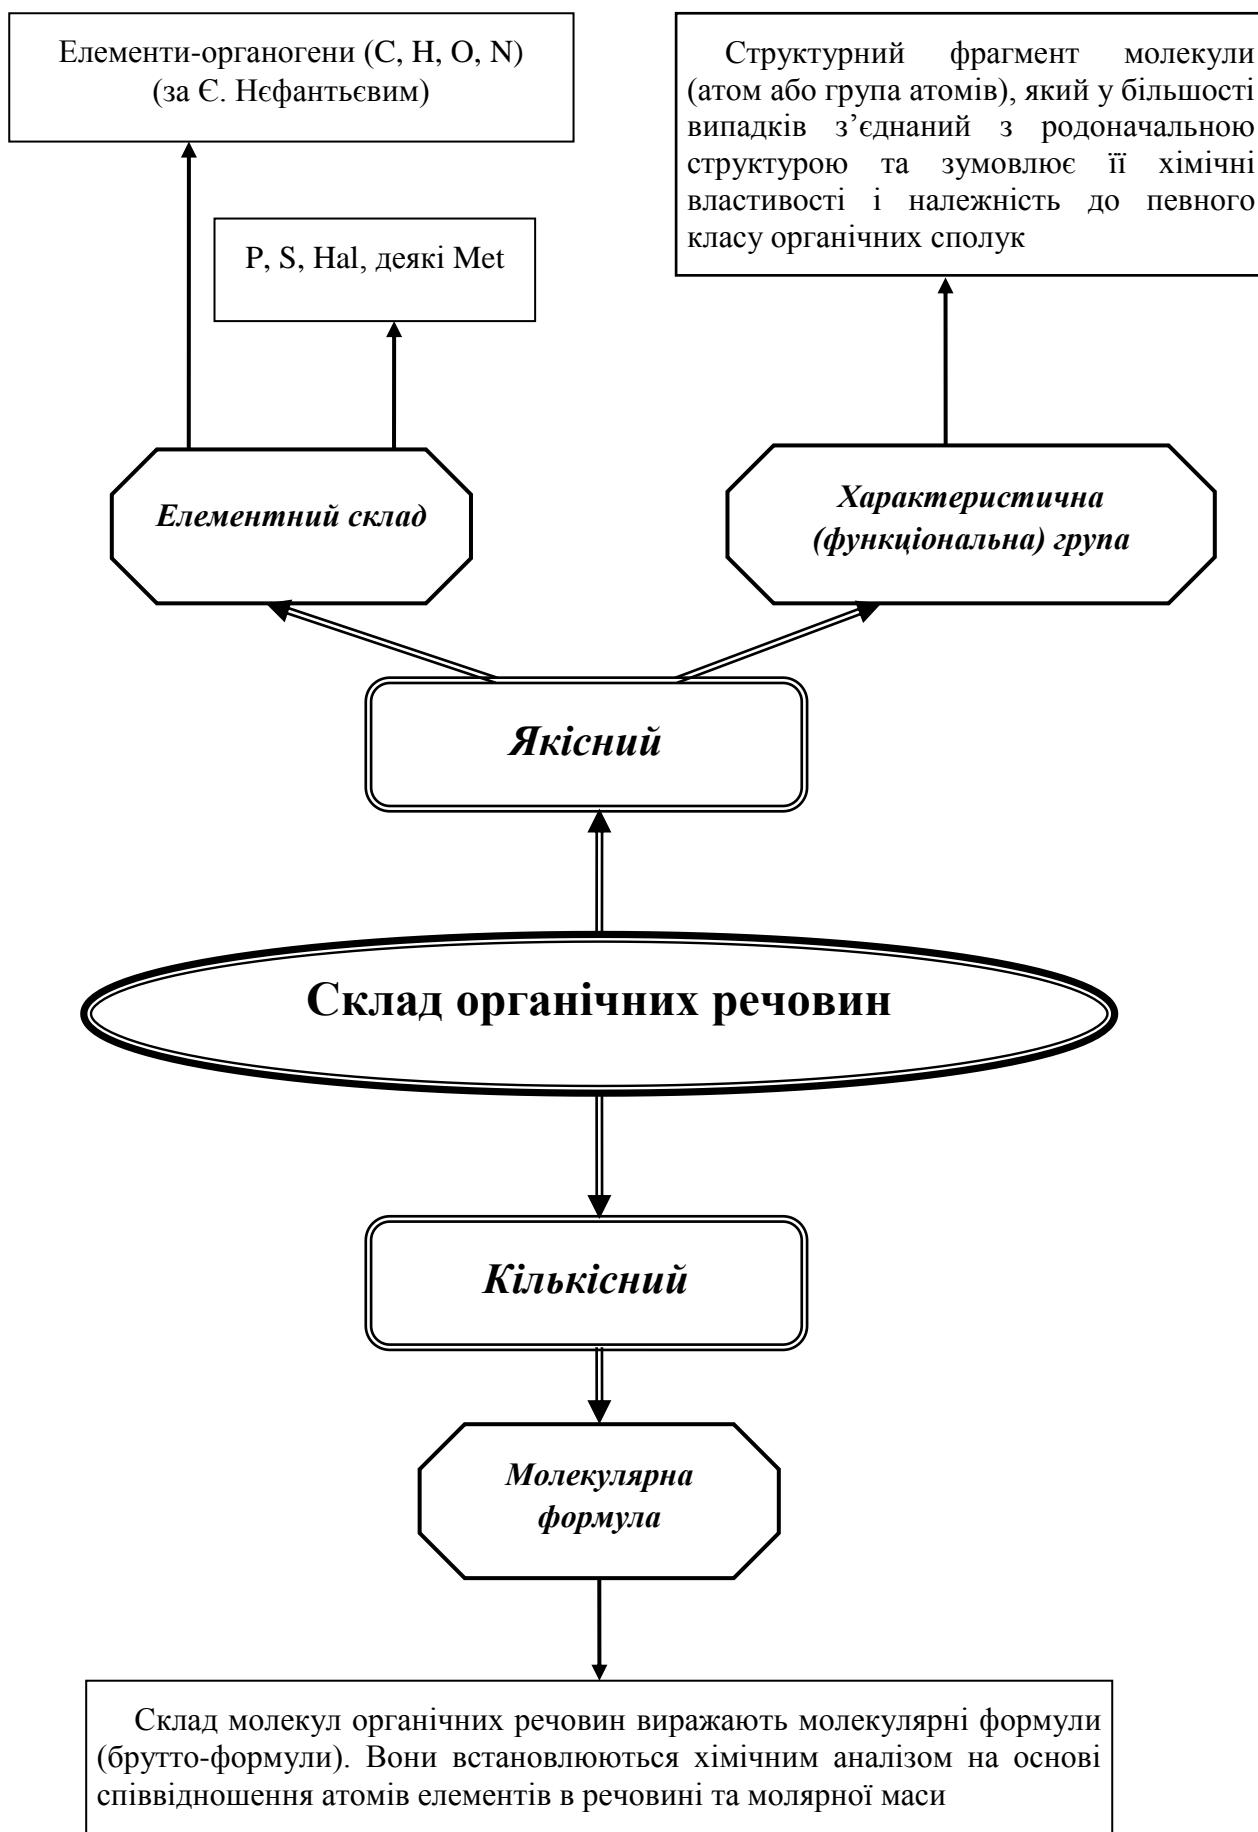 Елементи-органогени (C, H, O, N)
(за Є. Нєфантьєвим)
Структурний фрагмент молекули
(атом або група атомів), який у більшості
випадків з’єднаний з родоначальною
структурою та зумовлює її хімічні
властивості і належність до певного
класу органічних сполук
P, S, Hal, деякі Met
Елементний склад
Характеристична
(функціональна) група
Якісний
Склад органічних речовин
Кількісний
Молекулярна
формула
Склад молекул органічних речовин виражають молекулярні формули
(брутто-формули). Вони встановлюються хімічним аналізом на основі
співвідношення атомів елементів в речовині та молярної маси